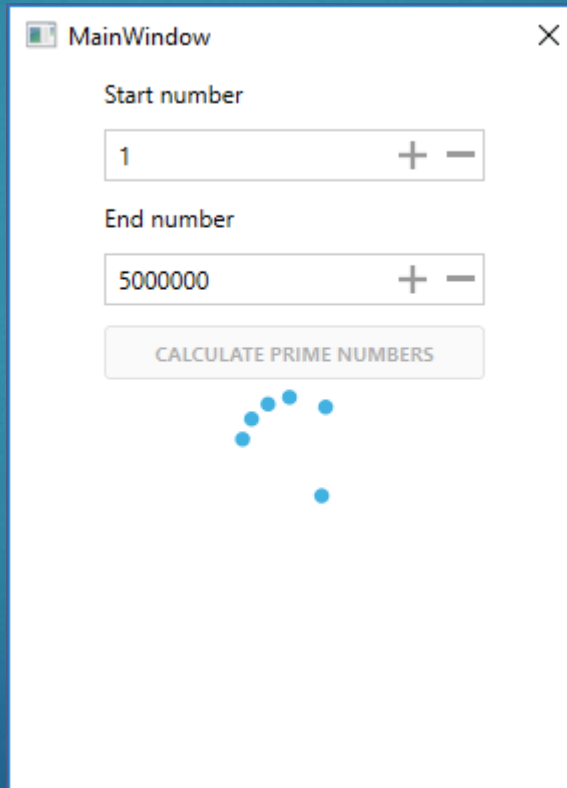 MainWindow
Start number
1
End number
5000000
CALCULATE PRIME NUMBERS